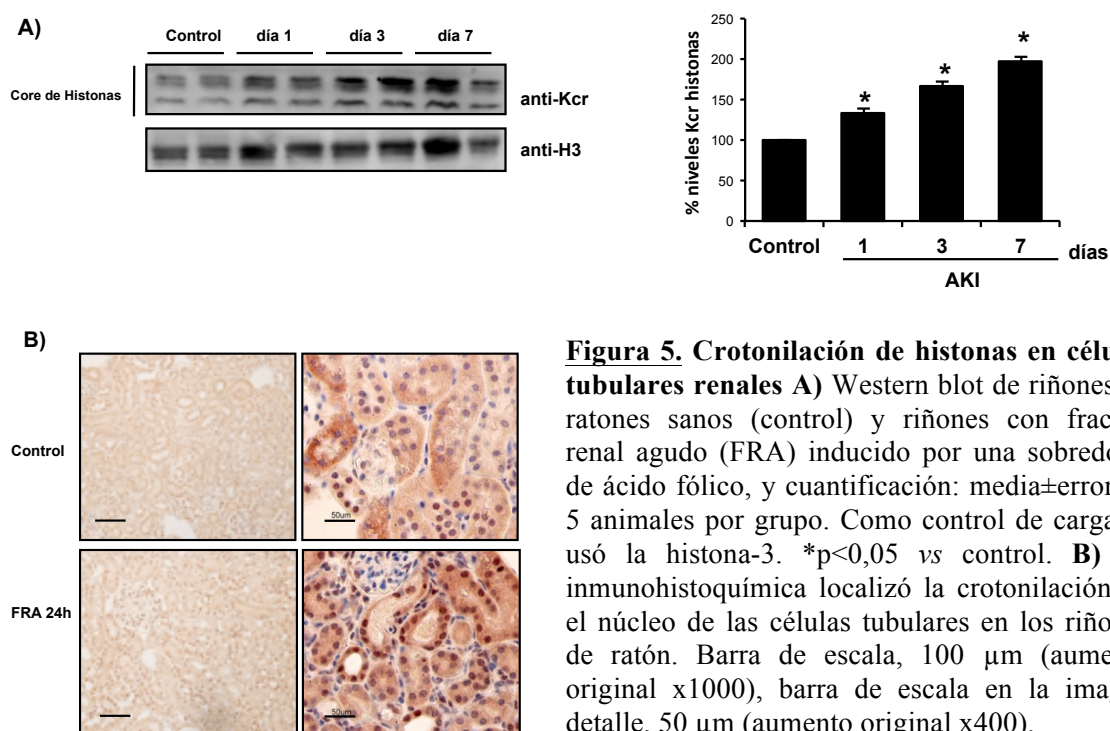 A)
Control día 1 día 3 día 7
Core de Histonas
anti-Kcr
anti-H3
% niveles Kcr histonas
250
200
150
100
50
0
* * *
Control 1 3 7 días
AKI
B)
Control
50um
FRA 24h
50um
Figura 5. Crotonilación de histonas en célu
tubulares renales A) Western blot de riñones
ratones sanos (control) y riñones con frac
renal agudo (FRA) inducido por una sobredo
de ácido fólico, y cuantificación: media±error
5 animales por grupo. Como control de carga
usó la histona-3. *p<0,05 vs control. B)
inmunohistoquímica localizó la crotonilación
el núcleo de las células tubulares en los riño
de ratón. Barra de escala, 100 µm (aume
original x1000), barra de escala en la ima
detalle, 50 µm (aumento original x400).